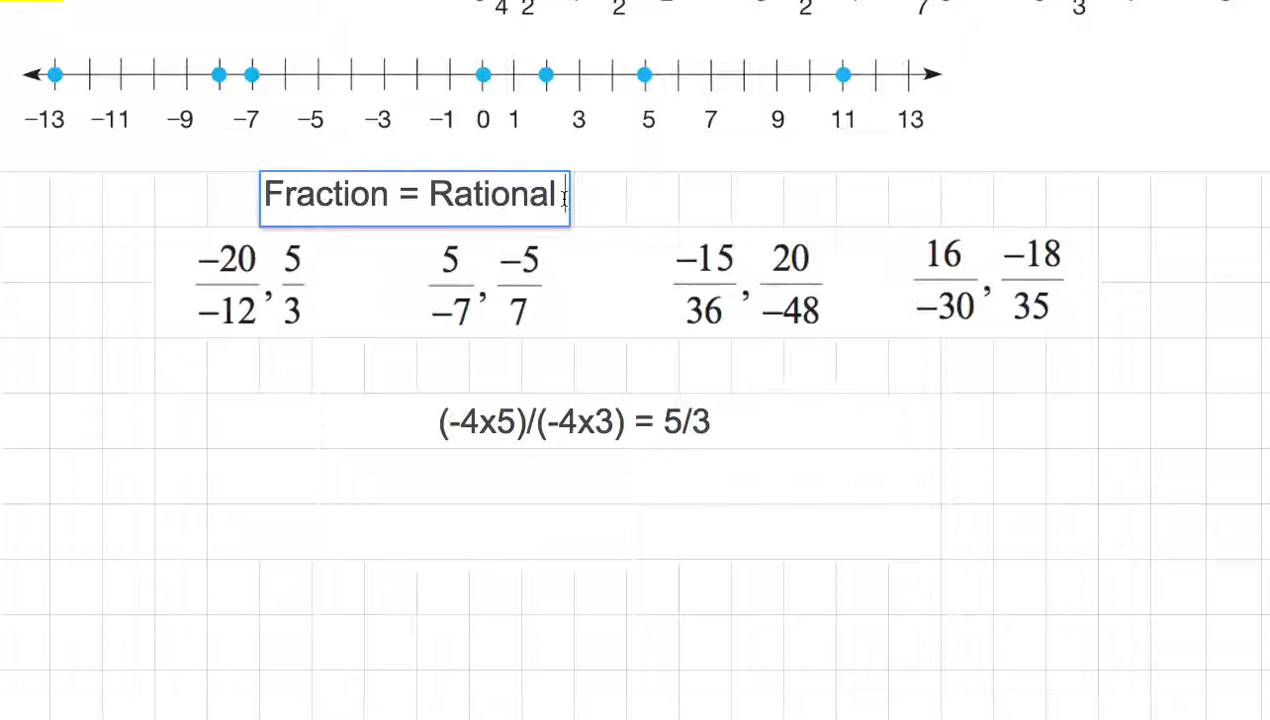 –13 –11 –9 –7 –5 –3 –1 0 1 3 5 7 9 11 13
Fraction = Rational
–20/–12, 5/3 5/–7, –5/7 –15/36, 20/–48 16/–30, –18/35
(-4x5)/(-4x3) = 5/3